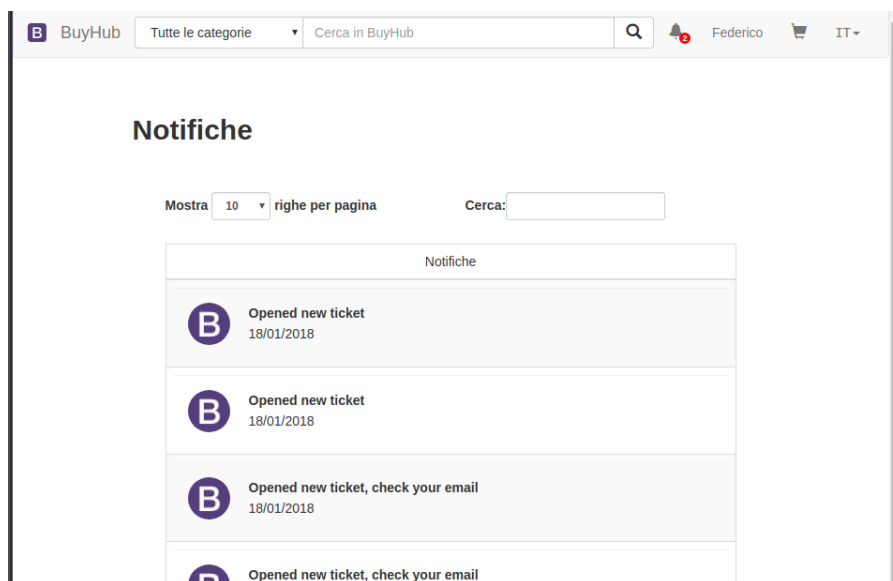 B BuyHub Tutte le categorie Cerca in BuyHub 2 Federico IT
Notifiche
Mostra 10 righe per pagina Cerca:
Notifiche
B Opened new ticket
18/01/2018
B Opened new ticket
18/01/2018
B Opened new ticket, check your email
18/01/2018
B Opened new ticket, check your email